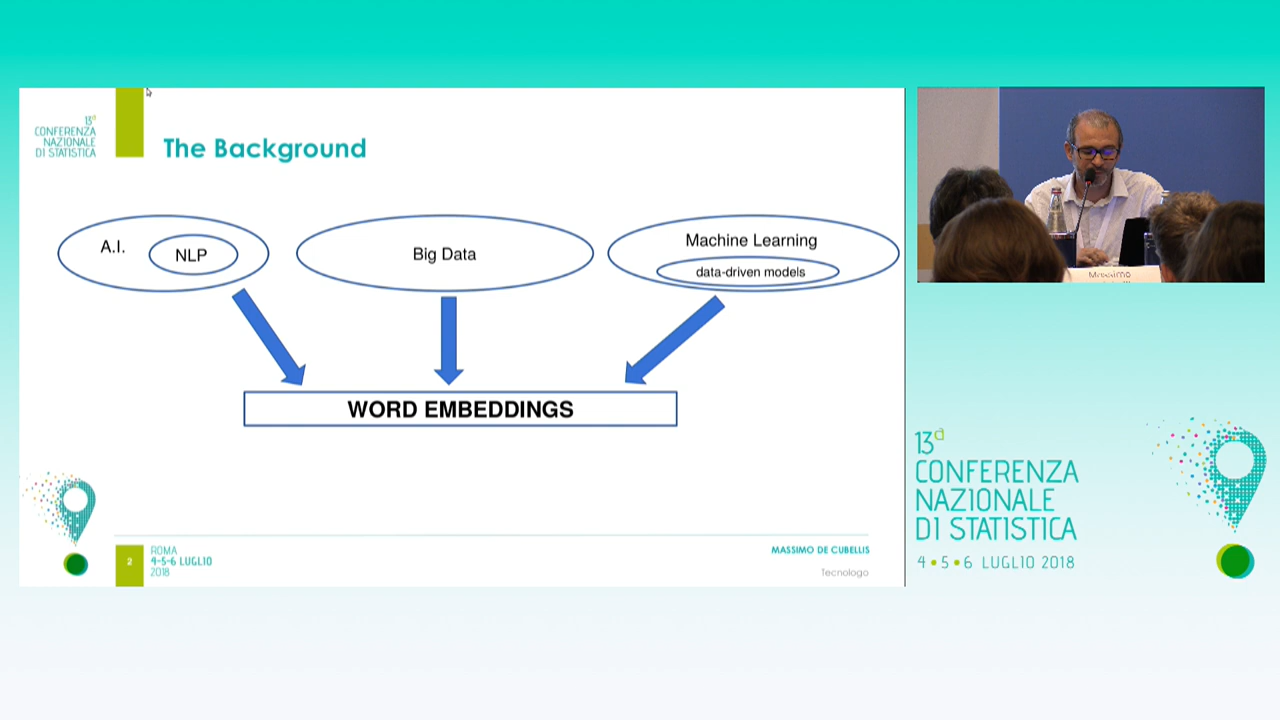 13a
CONFERENZA
NAZIONALE
DI STATISTICA
The Background
A.I.
NLP
Big Data
Machine Learning
data-driven models
WORD EMBEDDINGS
2
ROMA
4-5-6 LUGLIO
2018
MASSIMO DE CUBELLIS
Tecnologo
Massimo
13a
CONFERENZA
NAZIONALE
DI STATISTICA
4 • 5 • 6 LUGLIO 2018